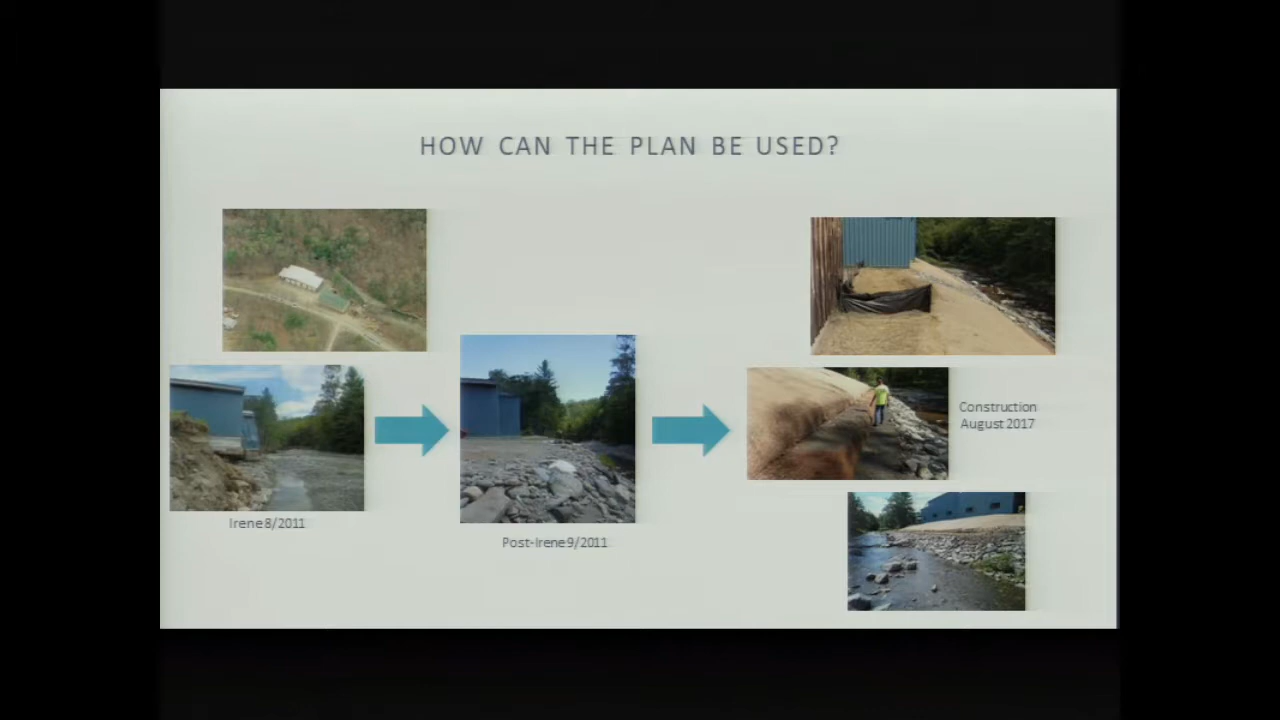 HOW CAN THE PLAN BE USED?
Irene 8/2011
Post-Irene 9/2011
Construction
August 2017